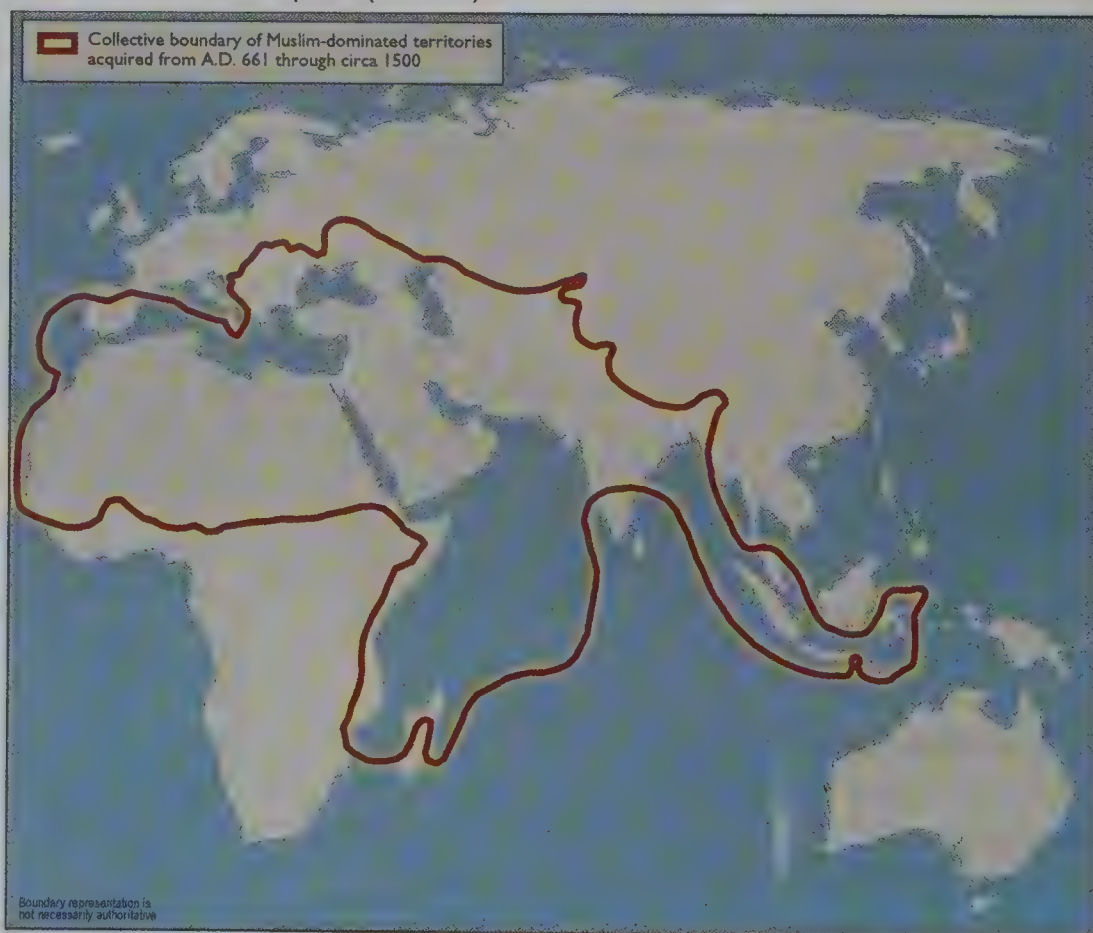 Collective boundary of Muslim-dominated territories
acquired from A.D. 661 through circa 1500
Boundary representation is
not necessarily authoritative